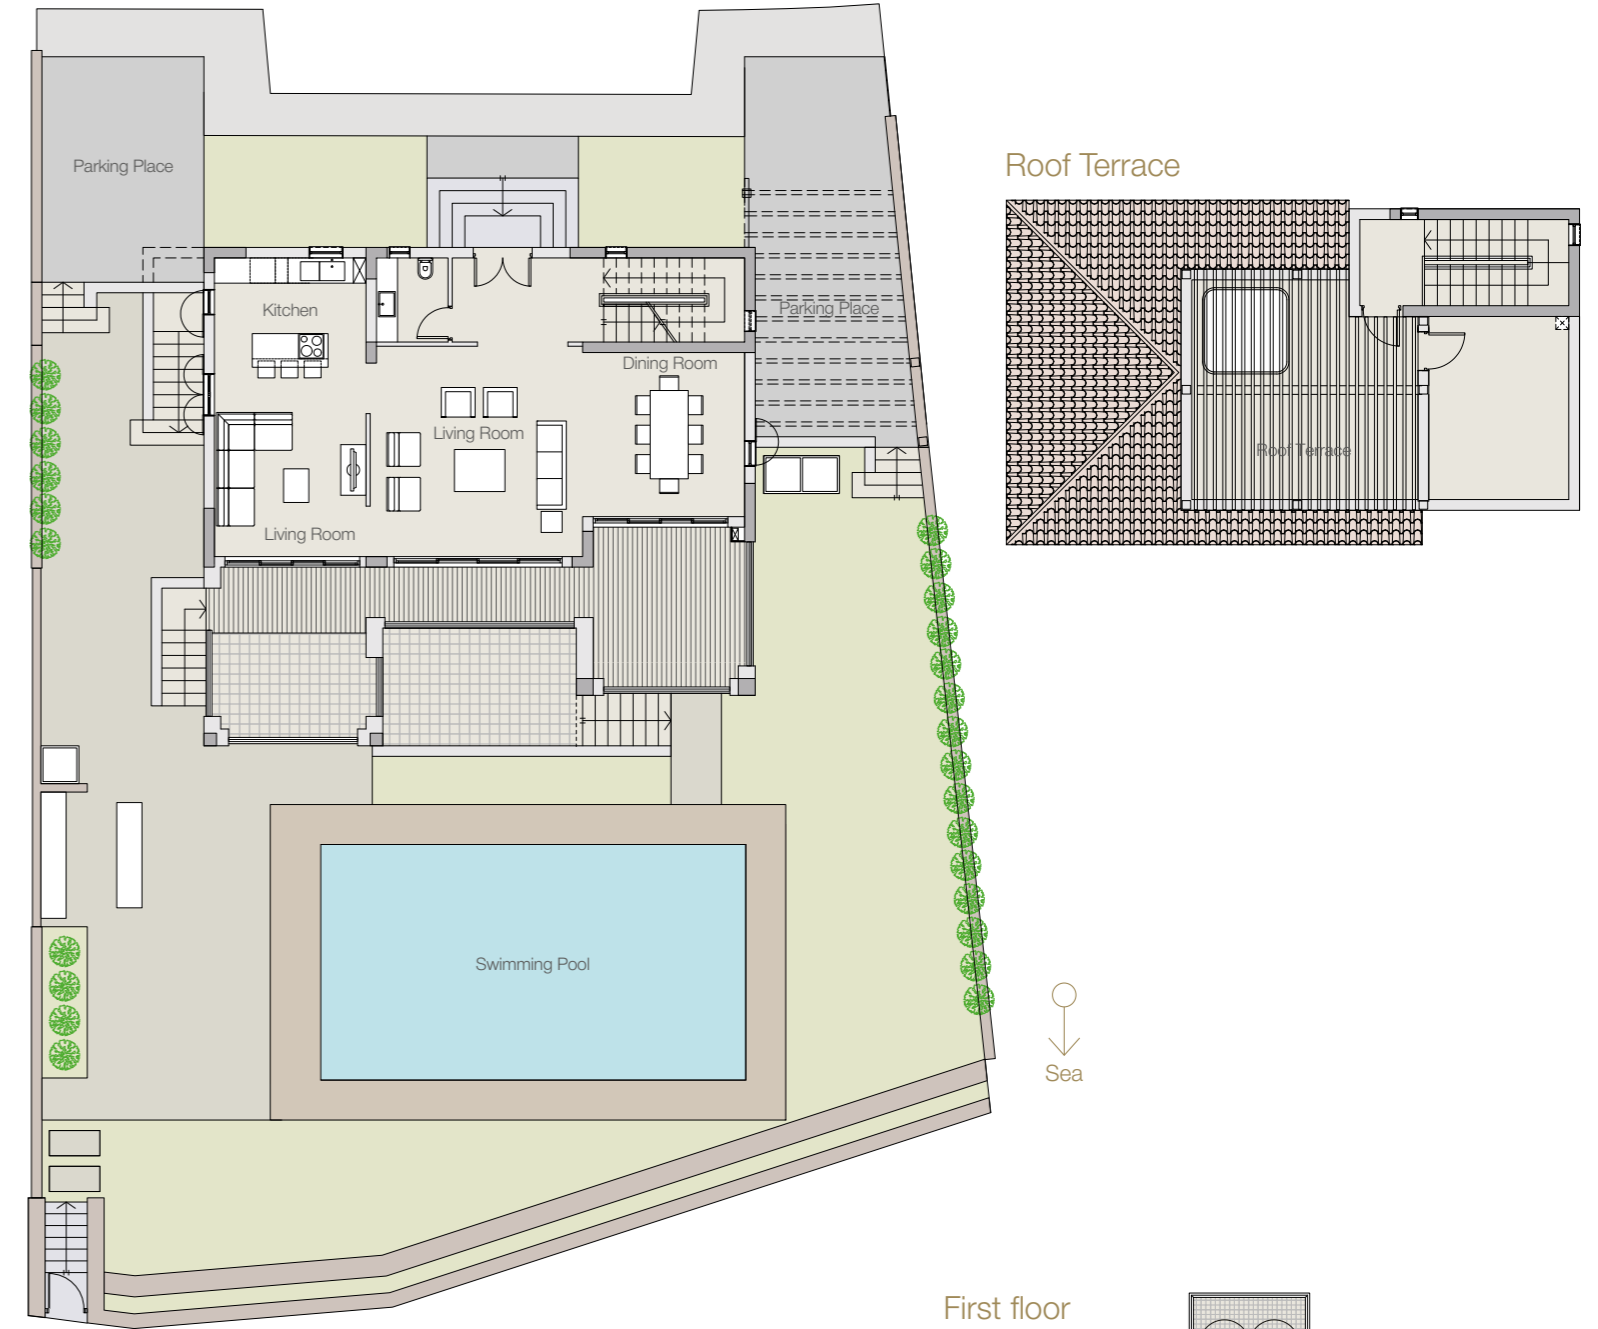 Parking Place
Roof Terrace
Kitchen
Parking Place
Dining Room
Living Room
Roof Terrace
Living Room
Swimming Pool
Sea
First floor